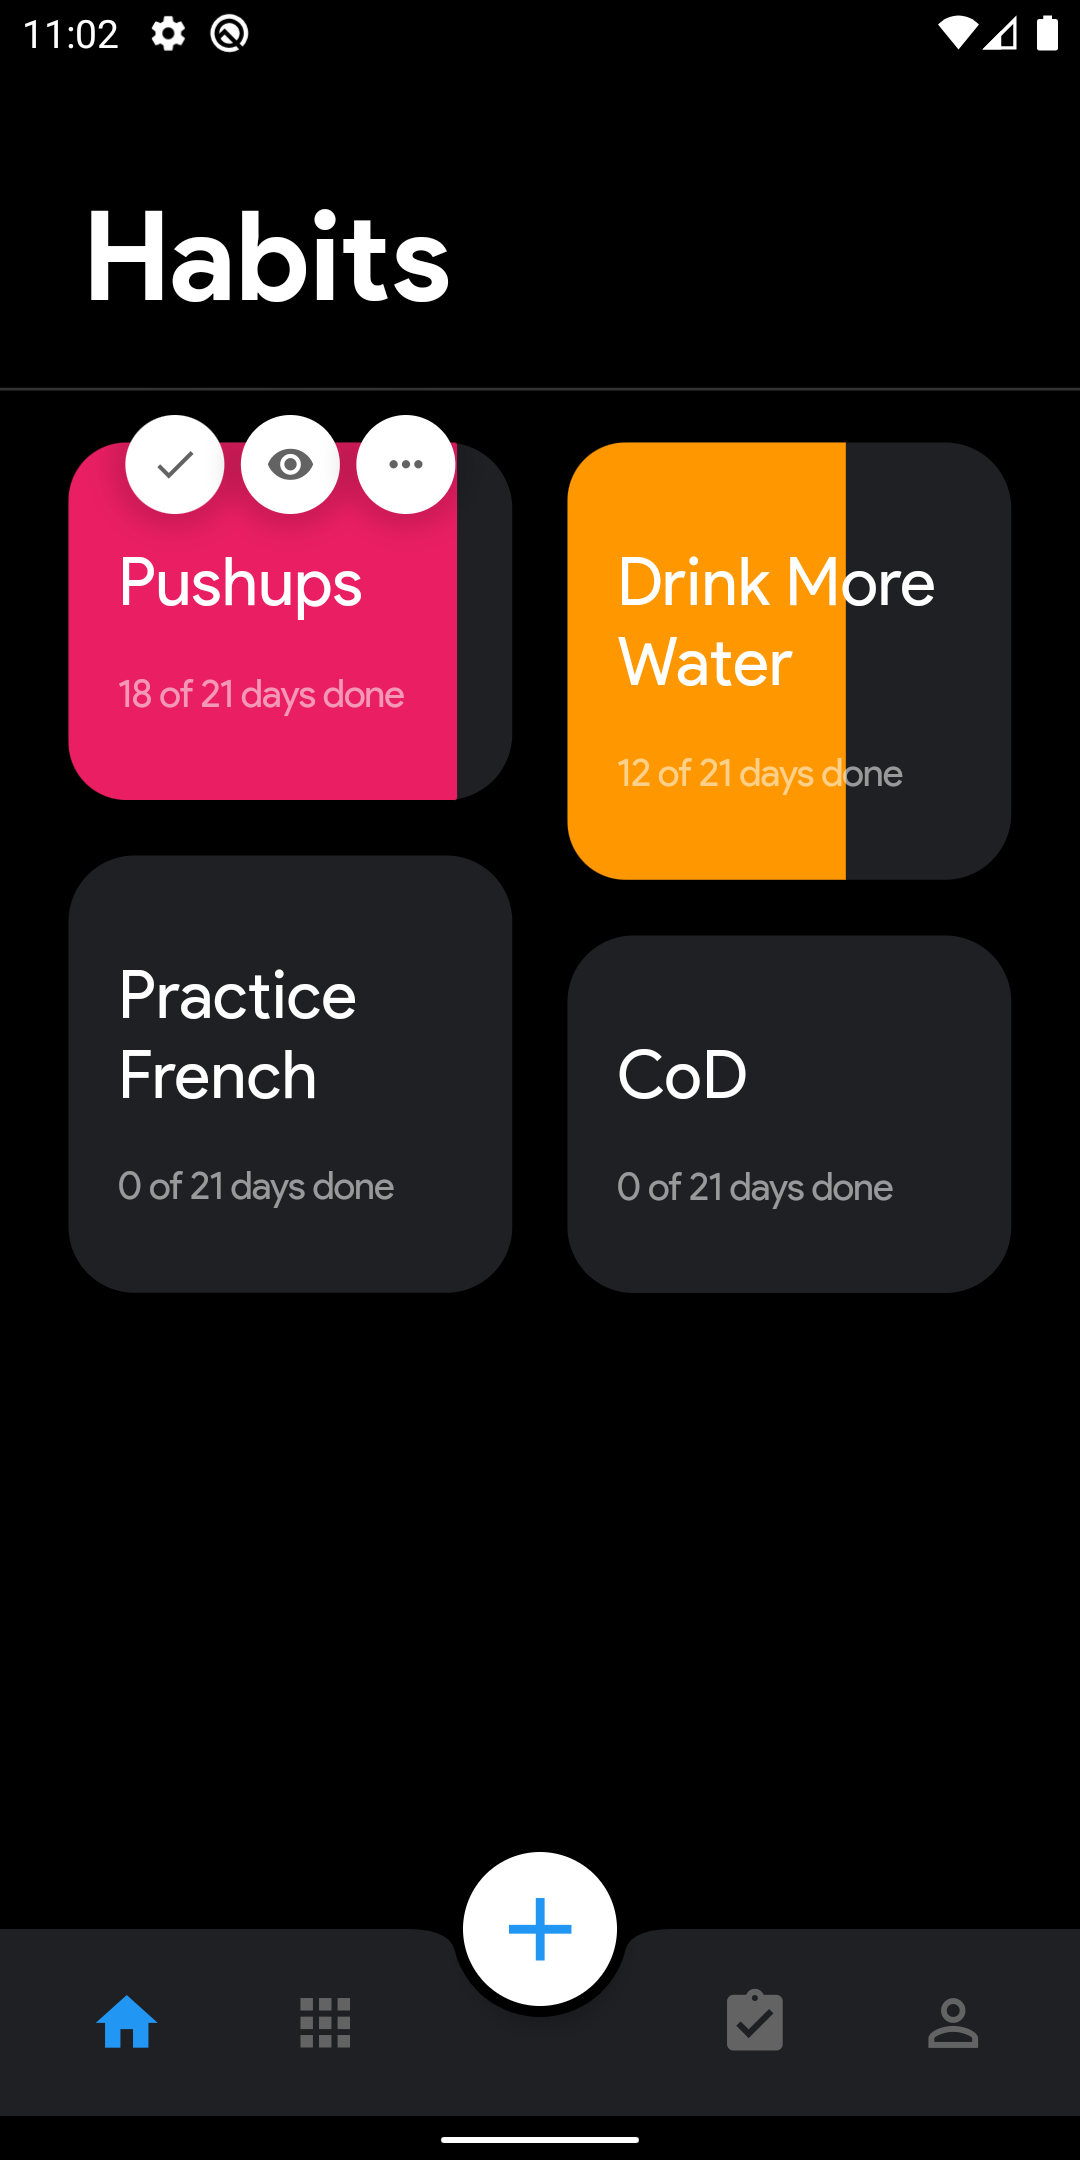 11:02
Habits
Pushups
18 of 21 days done
Drink More
Water
12 of 21 days done
Practice
French
0 of 21 days done
CoD
0 of 21 days done